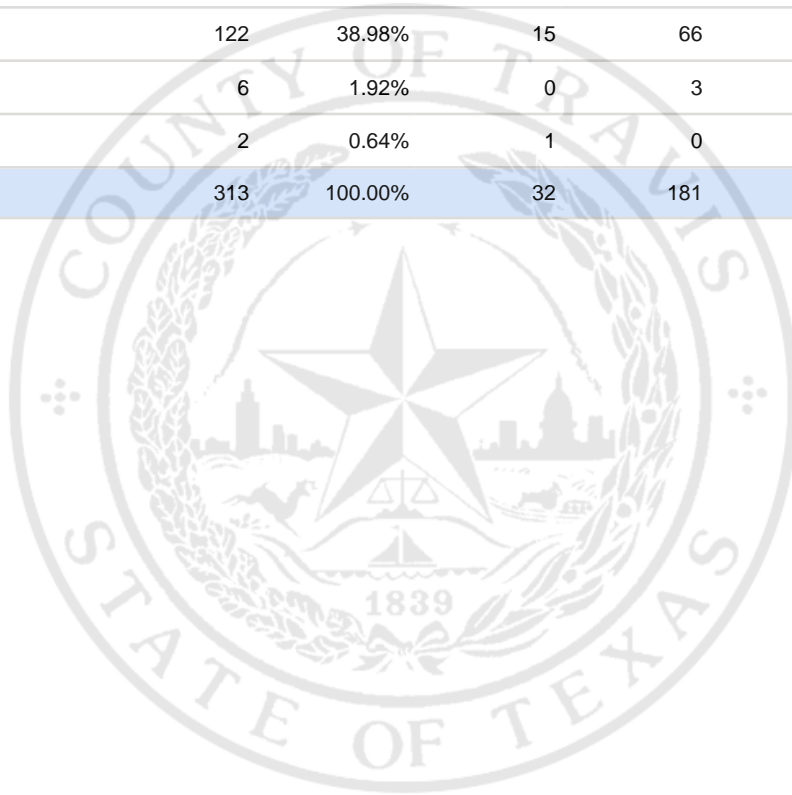 122 38.98% 15 66
6 1.92% 0 3
2 0.64% 1 0
313 100.00% 32 181
COUNTY OF TRAVIS
1839
STATE OF TEXAS